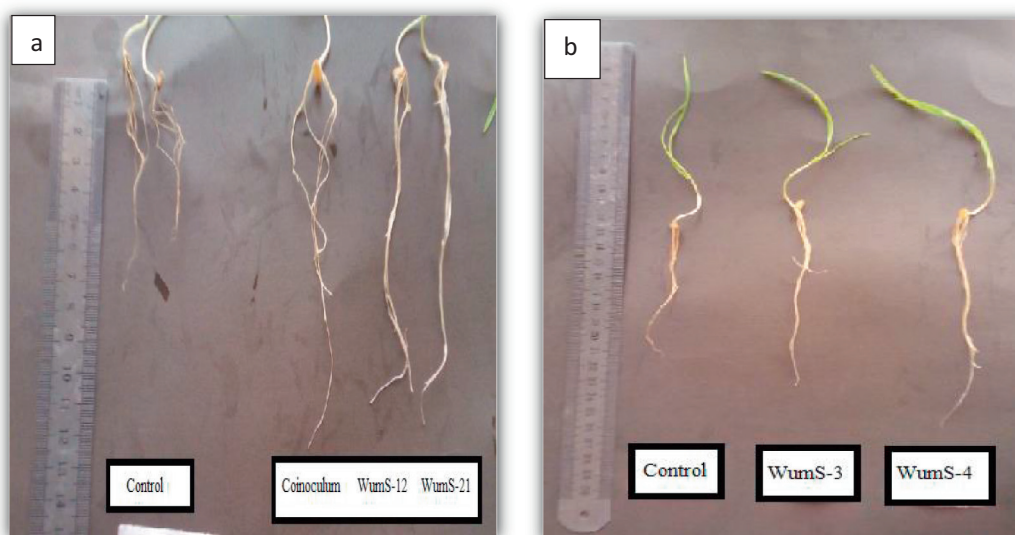 a
Control
Coinoculum WumS-12 WumS-21
b
Control WumS-3 WumS-4